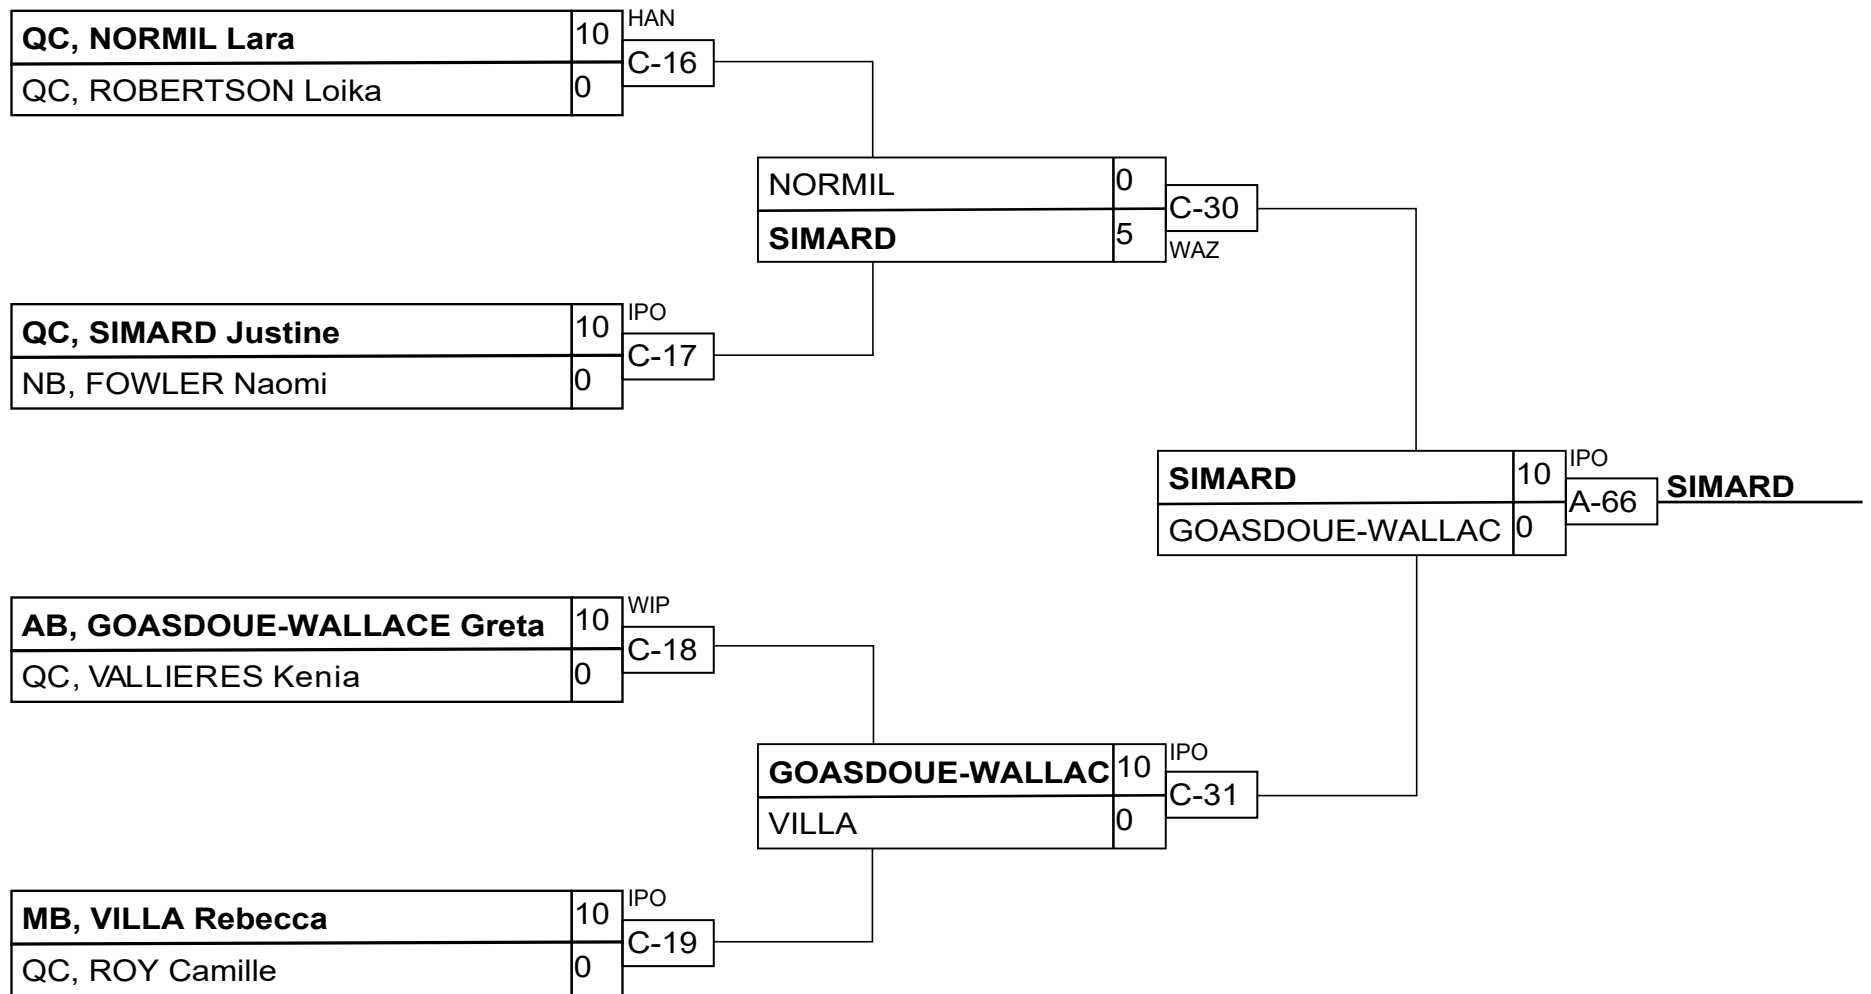 QC, NORMIL Lara 10 HAN
C-16
QC, ROBERTSON Loika 0
NORMIL 0
C-30
SIMARD 5 WAZ
QC, SIMARD Justine 10 IPO
C-17
NB, FOWLER Naomi 0
SIMARD 10 IPO
A-66 SIMARD
GOASDOUE-WALLAC 0
AB, GOASDOUE-WALLACE Greta 10 WIP
C-18
QC, VALLIERES Kenia 0
GOASDOUE-WALLAC 10 IPO
C-31
VILLA 0
MB, VILLA Rebecca 10 IPO
C-19
QC, ROY Camille 0